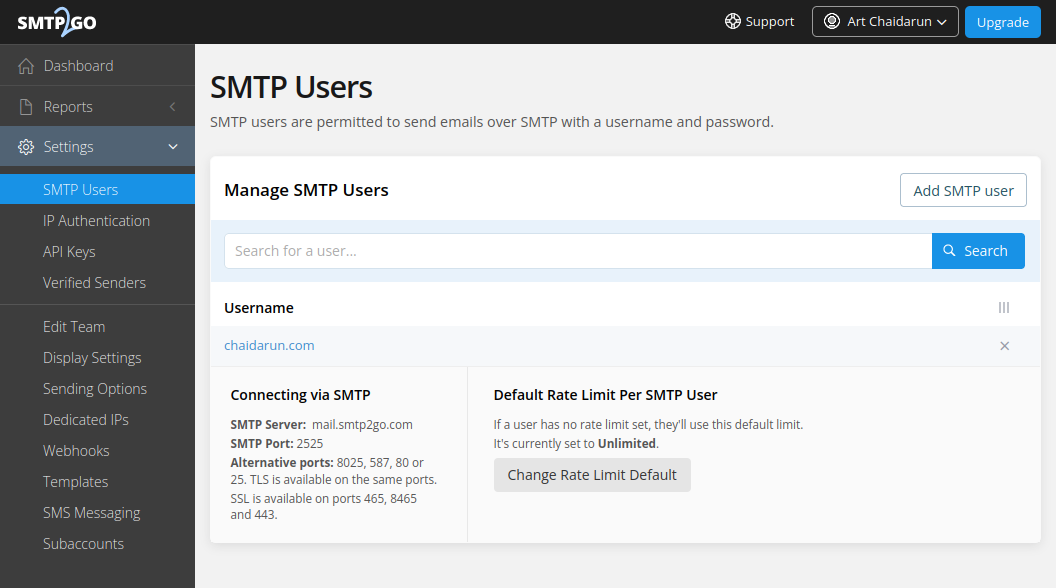 SMTP2GO
Support
Art Chaidarun
Upgrade
Dashboard
Reports
Settings
SMTP Users
IP Authentication
API Keys
Verified Senders
Edit Team
Display Settings
Sending Options
Dedicated IPs
Webhooks
Templates
SMS Messaging
Subaccounts
SMTP Users
SMTP users are permitted to send emails over SMTP with a username and password.
Manage SMTP Users
Add SMTP user
Search for a user...
Search
Username
chaidarun.com
Connecting via SMTP
SMTP Server: mail.smtp2go.com
SMTP Port: 2525
Alternative ports: 8025, 587, 80 or
25. TLS is available on the same ports.
SSL is available on ports 465, 8465
and 443.
Default Rate Limit Per SMTP User
If a user has no rate limit set, they'll use this default limit.
It's currently set to Unlimited.
Change Rate Limit Default